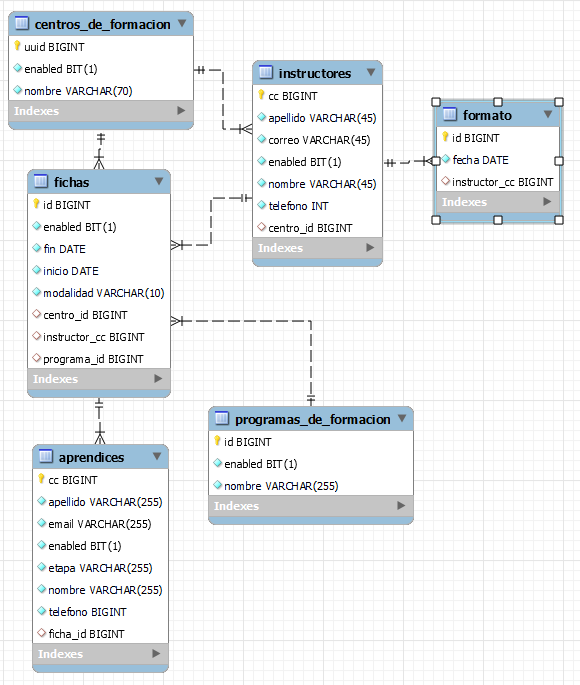 centros_de_formacion
uuid BIGINT
enabled BIT(1)
nombre VARCHAR(70)
Indexes
instructores
cc BIGINT
apellido VARCHAR(45)
correo VARCHAR(45)
enabled BIT(1)
nombre VARCHAR(45)
telefono INT
centro_id BIGINT
Indexes
formato
id BIGINT
fecha DATE
instructor_cc BIGINT
Indexes
fichas
id BIGINT
enabled BIT(1)
fin DATE
inicio DATE
modalidad VARCHAR(10)
centro_id BIGINT
instructor_cc BIGINT
programa_id BIGINT
Indexes
programas_de_formacion
id BIGINT
enabled BIT(1)
nombre VARCHAR(255)
Indexes
aprendices
cc BIGINT
apellido VARCHAR(255)
email VARCHAR(255)
enabled BIT(1)
etapa VARCHAR(255)
nombre VARCHAR(255)
telefono BIGINT
ficha_id BIGINT
Indexes